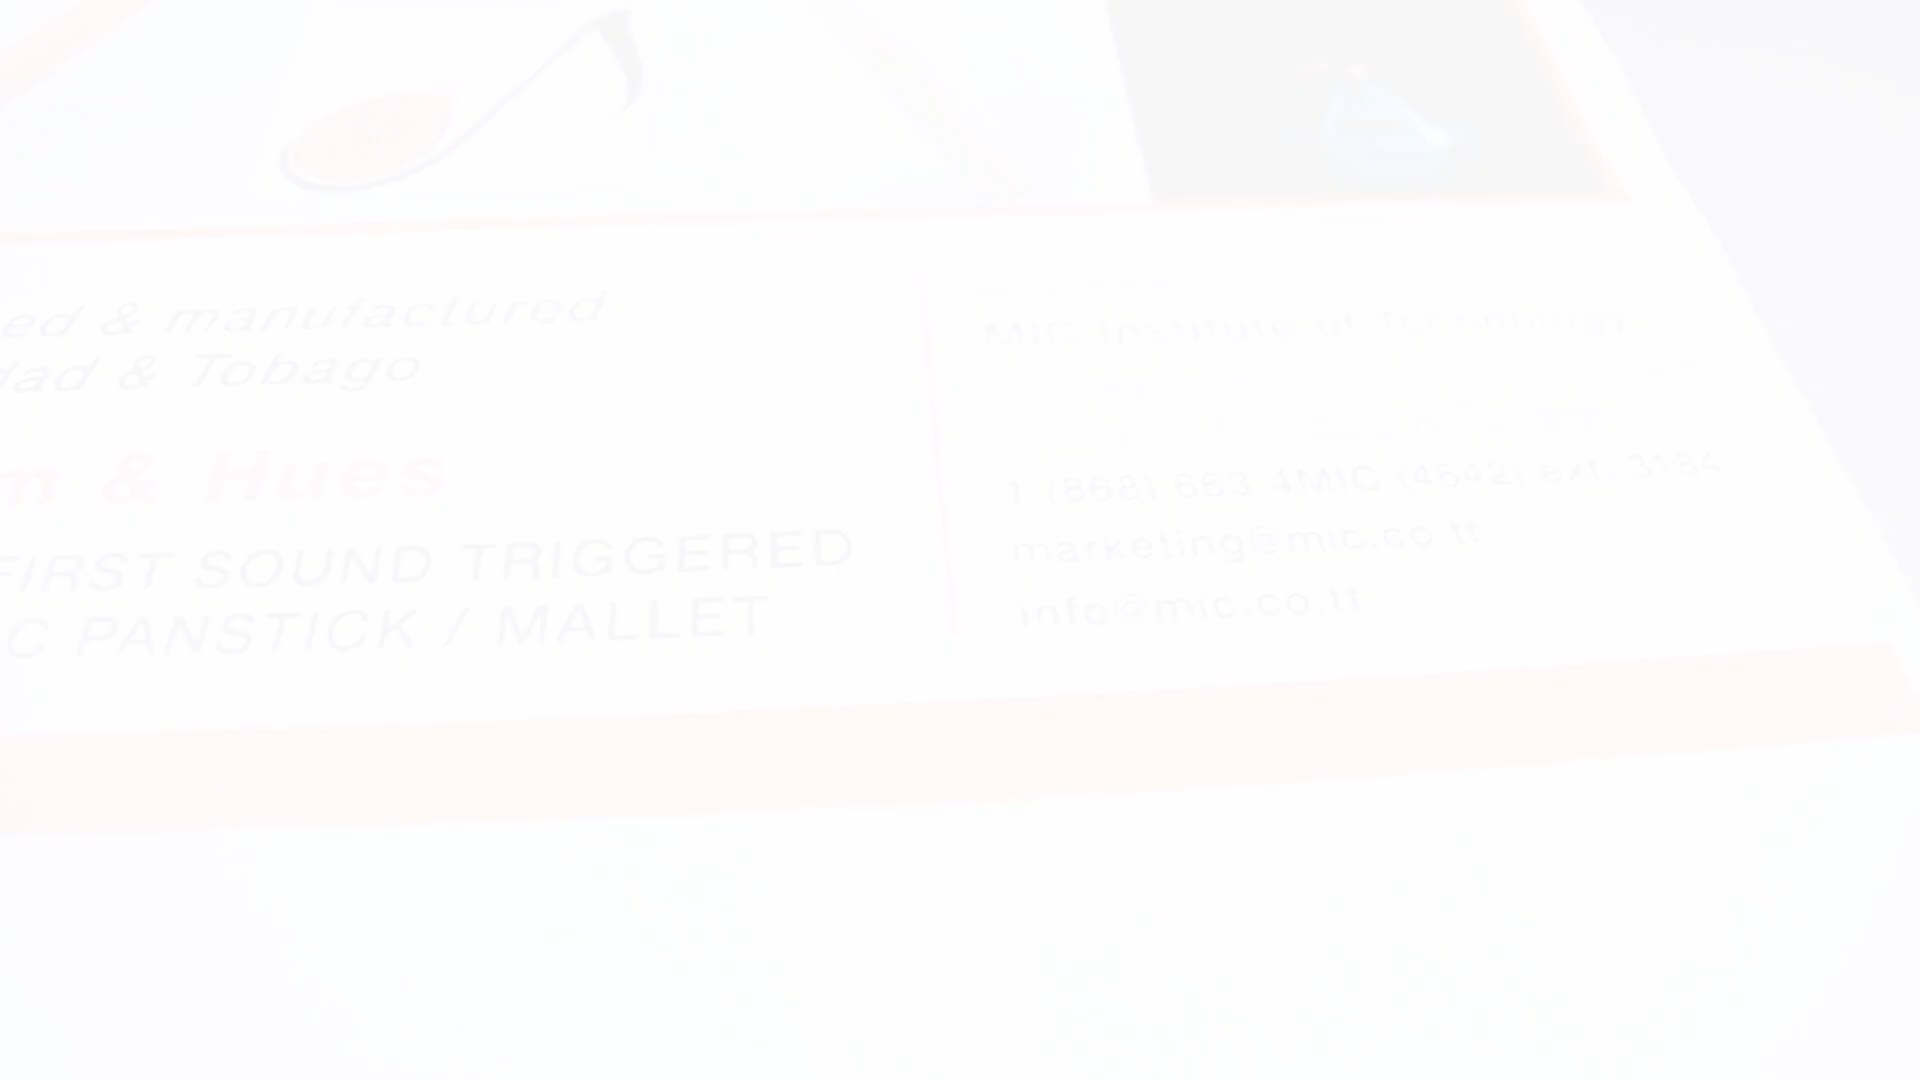 ed & manufactured
dad & Tobago
m & Hues
FIRST SOUND TRIGGERED
C PANSTICK / MALLET
MIC Institute of Technology
1 (868) 663 4MIC (4642) ext. 3184
marketing@mic.co.tt
info@mic.co.tt